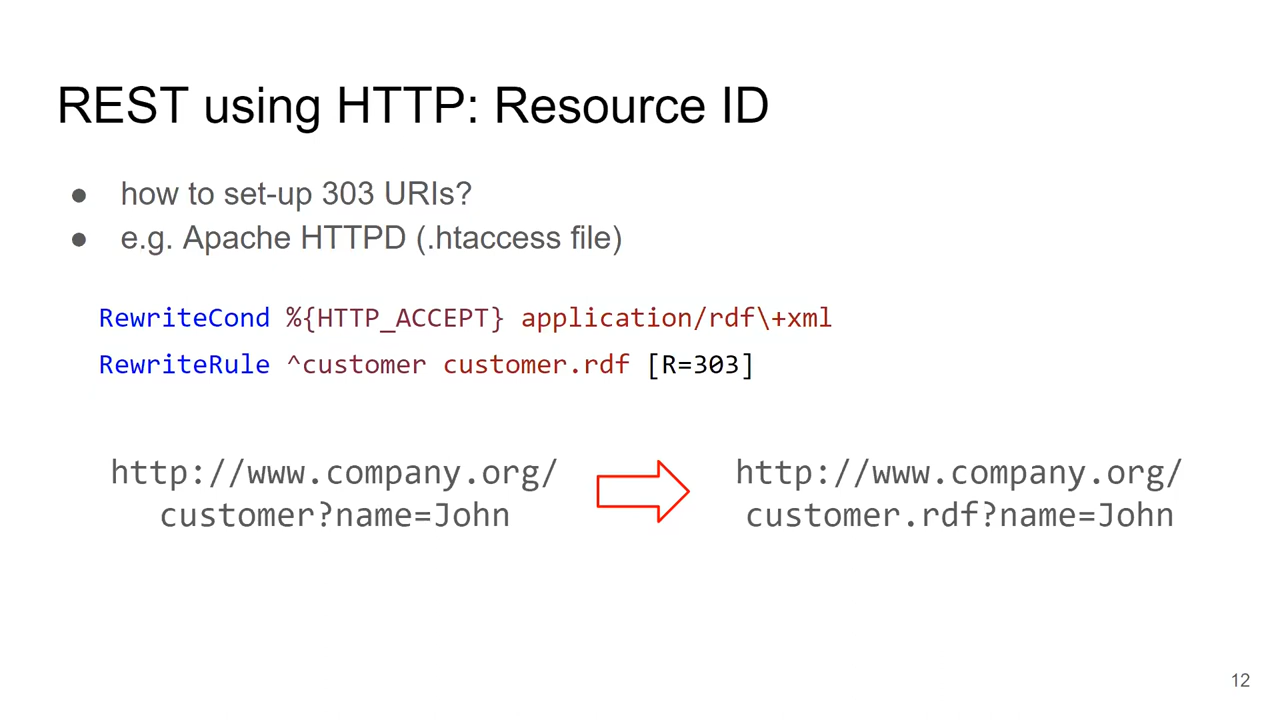 REST using HTTP: Resource ID
● how to set-up 303 URIs?
● e.g. Apache HTTPD (.htaccess file)
RewriteCond %{HTTP_ACCEPT} application/rdf\+xml
RewriteRule ^customer customer.rdf [R=303]
http://www.company.org/
customer?name=John
http://www.company.org/
customer.rdf?name=John
12